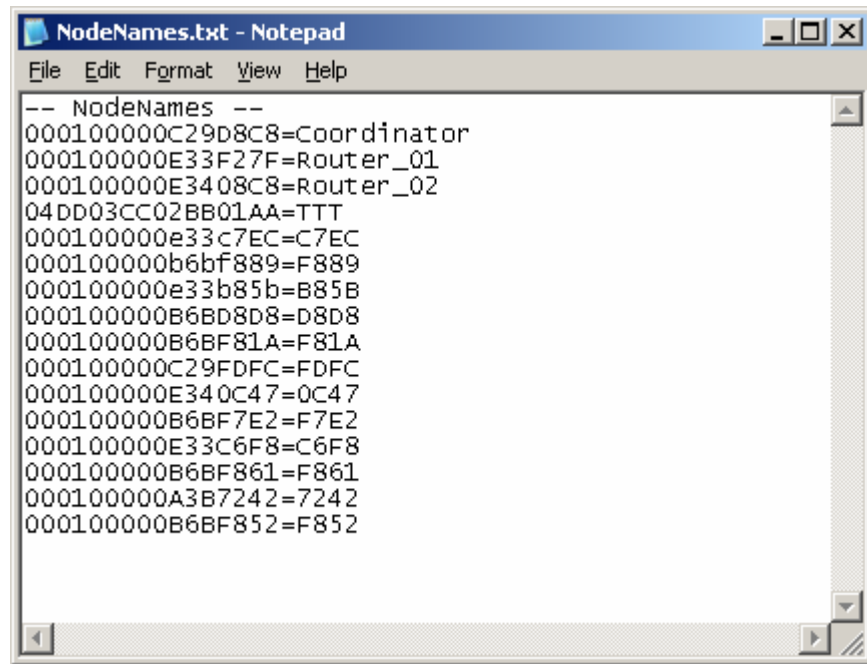 NodeNames.txt - Notepad
File Edit Format View Help
-- NodeNames --
000100000C29D8C8=Coordinator
000100000E33F27F=Router_01
000100000E3408C8=Router_02
04DD03CC02BB01AA=TTT
000100000e33c7EC=C7EC
000100000b6bf889=F889
000100000e33b85b=B85B
000100000B6BD8D8=D8D8
000100000B6BF81A=F81A
000100000C29FDFC=FDFC
000100000E340C47=0C47
000100000B6BF7E2=F7E2
000100000E33C6F8=C6F8
000100000B6BF861=F861
000100000A3B7242=7242
000100000B6BF852=F852